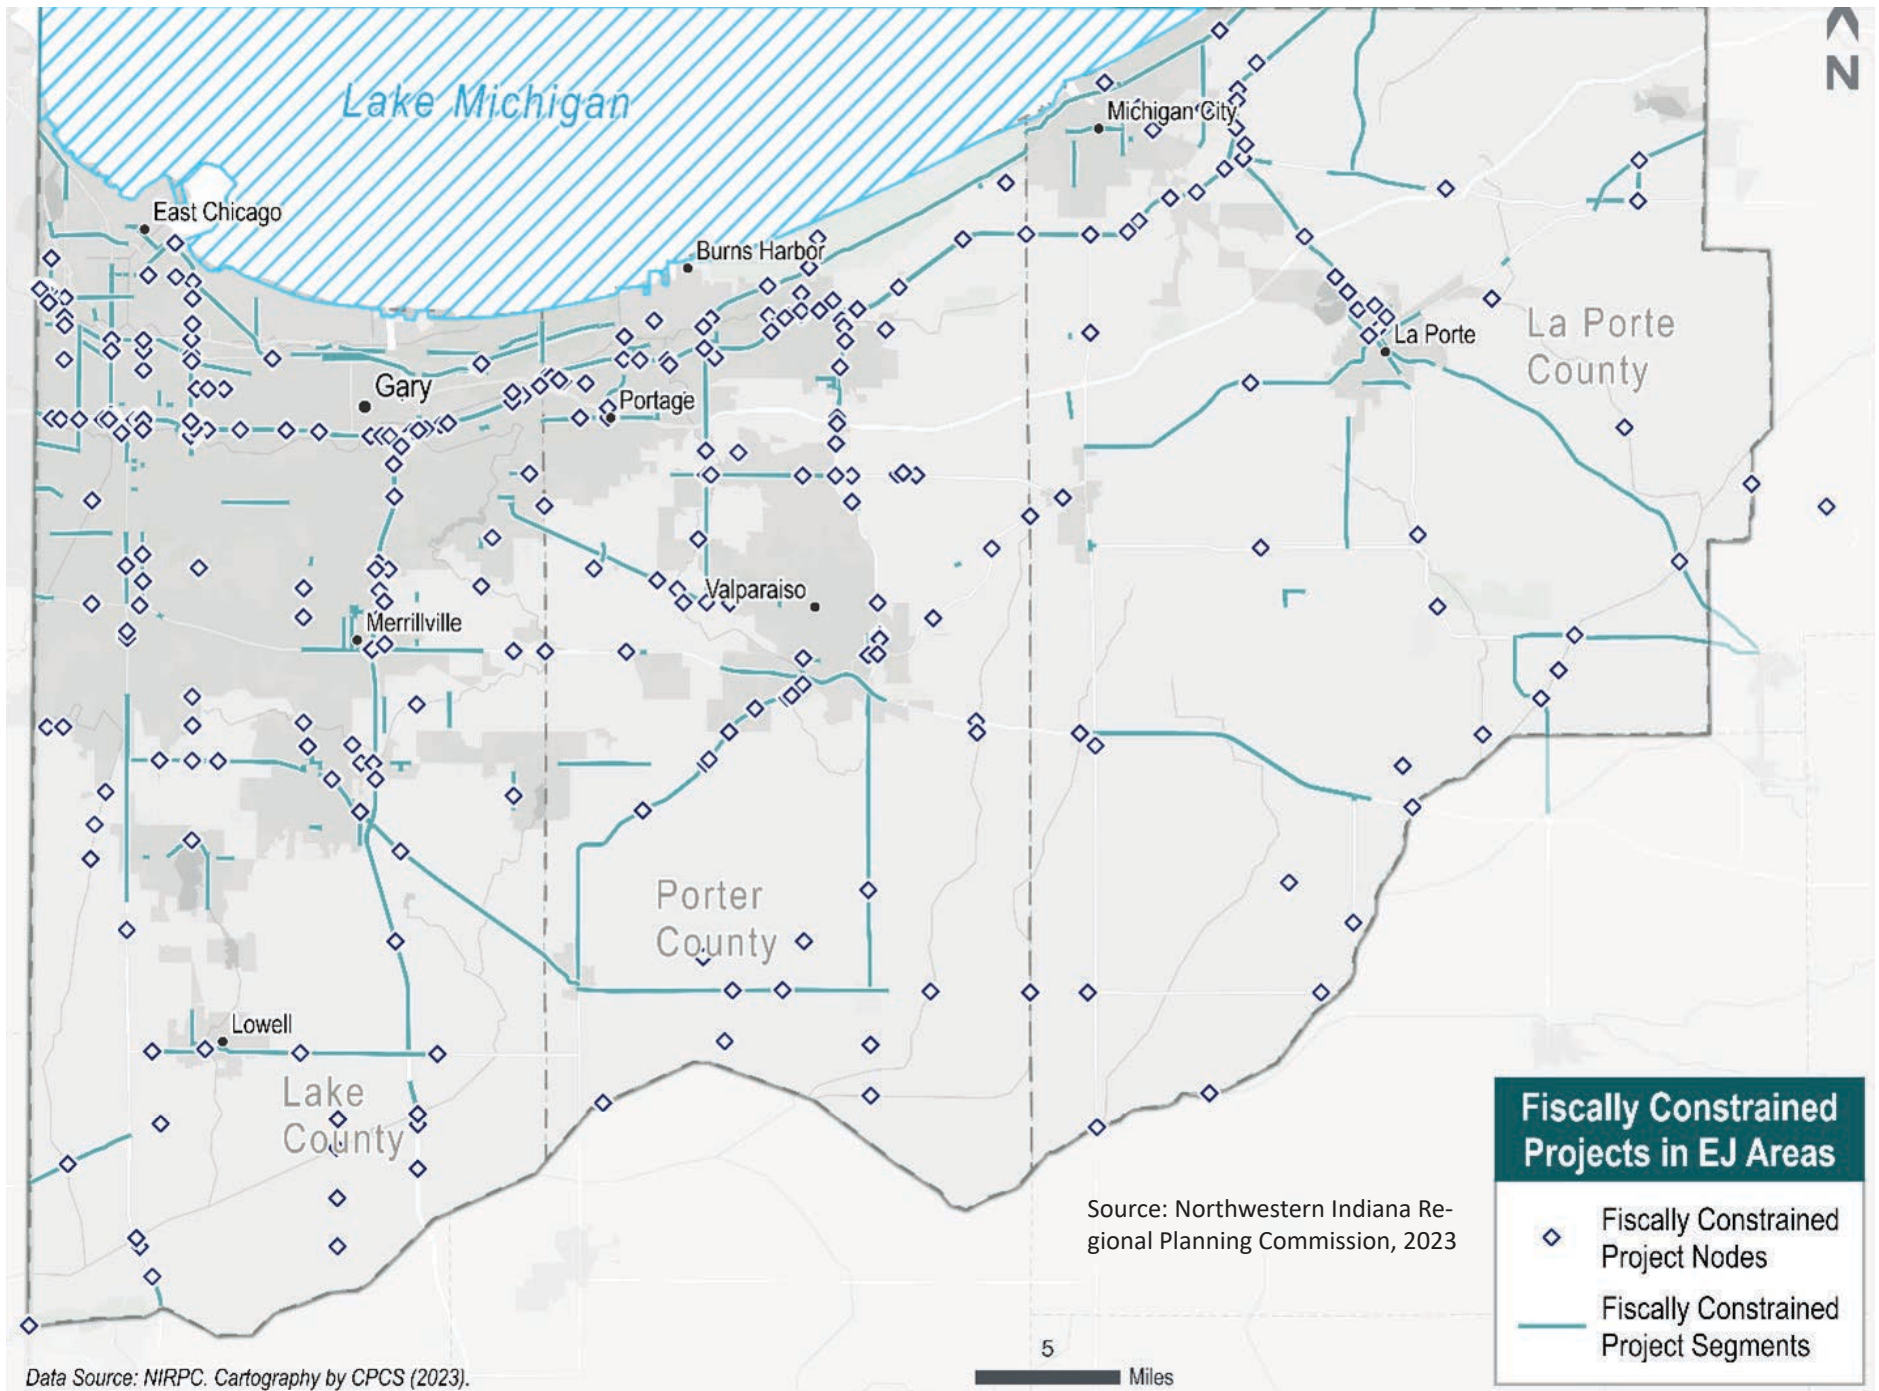 N
Lake Michigan
Michigan City
East Chicago
Burns Harbor
La Porte
La Porte
County
Gary
Portage
Valparaiso
Merrillville
Porter
County
Lowell
Lake
County
Fiscally Constrained
Projects in EJ Areas
Fiscally Constrained
Project Nodes
Fiscally Constrained
Project Segments
Source: Northwestern Indiana Re-
gional Planning Commission, 2023
5
Miles
Data Source: NIRPC. Cartography by CPCS (2023).